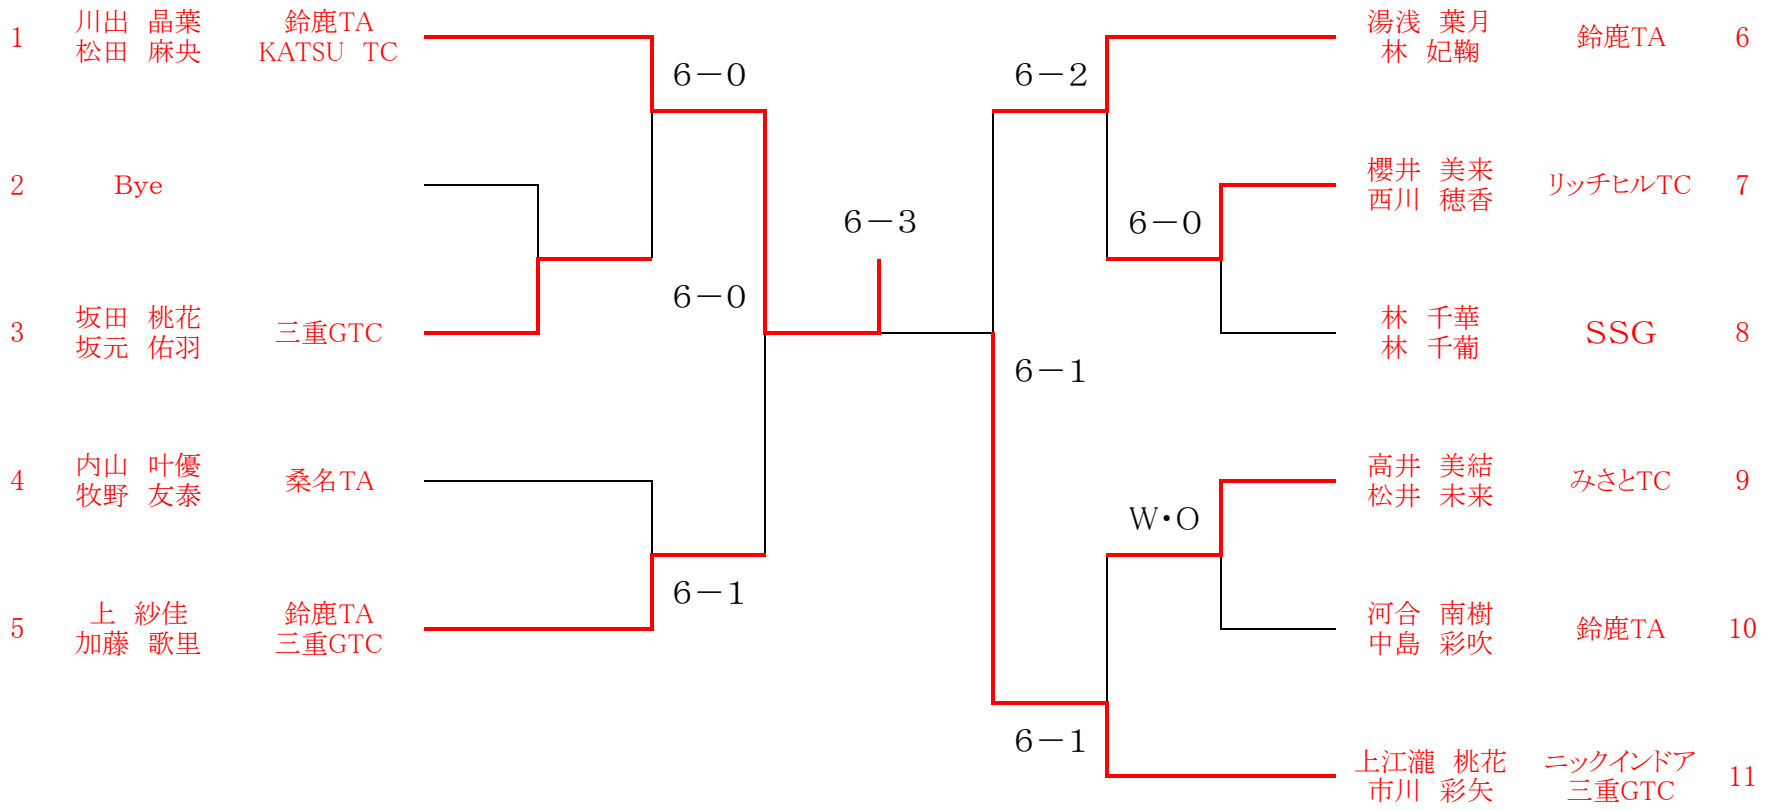 1 川出 晶葉 鈴鹿TA
松田 麻央 KATSU TC
6－0
2 Bye
3 坂田 桃花 三重GTC
坂元 佑羽
6－0
4 内山 叶優 桑名TA
牧野 友泰
5 上 紗佳 鈴鹿TA
加藤 歌里 三重GTC
6－1
6－3
6－2
湯浅 葉月 鈴鹿TA 6
林 妃鞠
櫻井 美来 リッチヒルTC 7
西川 穂香
6－0
林 千華 SSG 8
林 千葡
6－1
高井 美結 みさとTC 9
松井 未来
W・O
河合 南樹 鈴鹿TA 10
中島 彩吹
6－1
上江瀧 桃花 ニックインドア 11
市川 彩矢 三重GTC